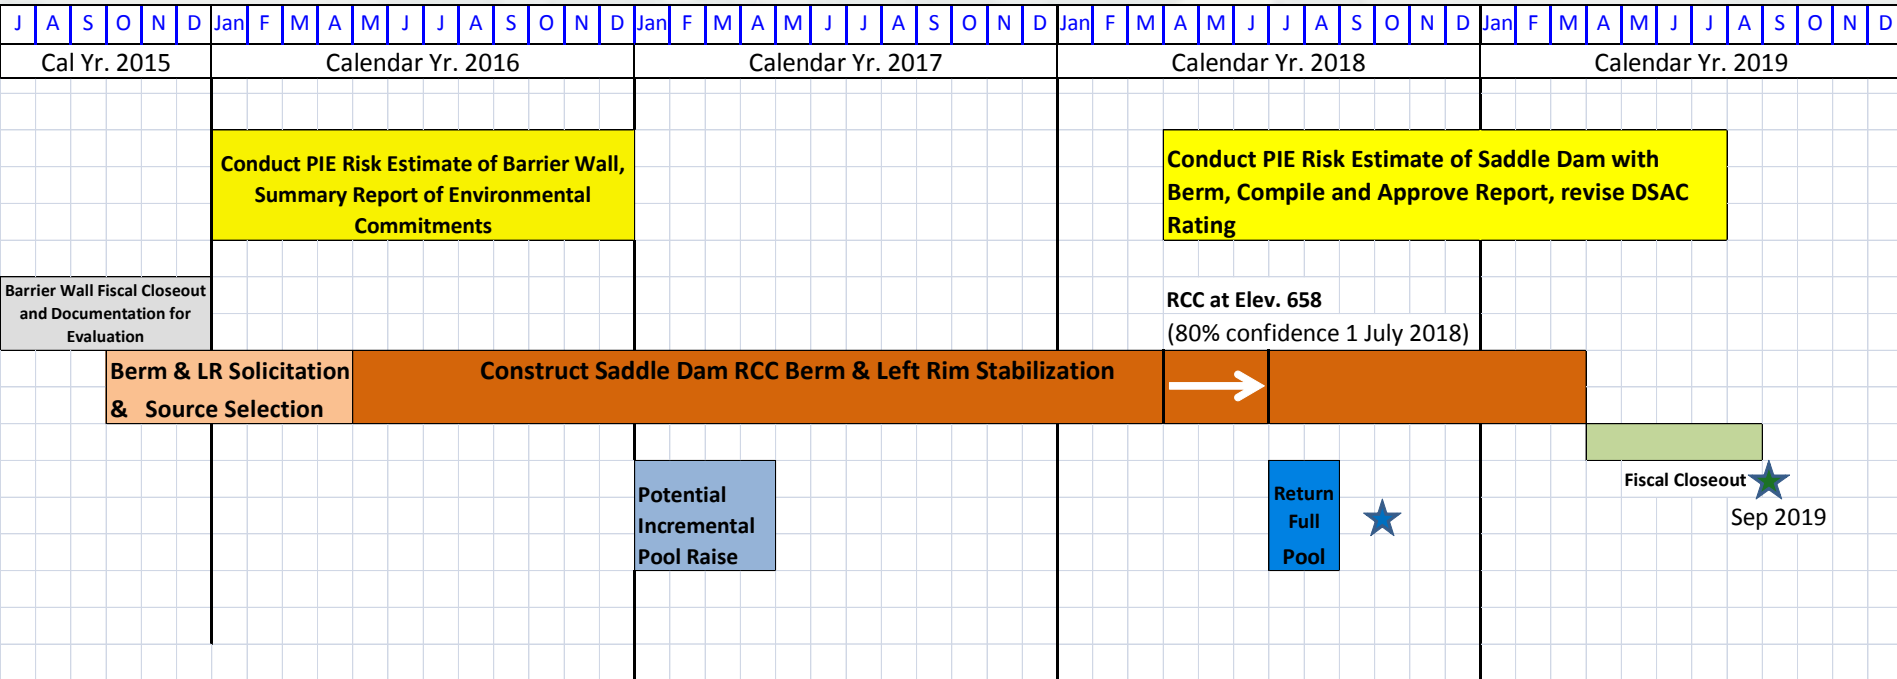 J A S O N D Jan F M A M J J A S O N D Jan F M A M J J A S O N D Jan F M A M J J A S O N D Jan F M A M J J A S O N D
Cal Yr. 2015 Calendar Yr. 2016 Calendar Yr. 2017 Calendar Yr. 2018 Calendar Yr. 2019
Conduct PIE Risk Estimate of Barrier Wall,
Summary Report of Environmental
Commitments
Conduct PIE Risk Estimate of Saddle Dam with
Berm, Compile and Approve Report, revise DSAC
Rating
Barrier Wall Fiscal Closeout
and Documentation for
Evaluation
RCC at Elev. 658
(80% confidence 1 July 2018)
Berm & LR Solicitation
& Source Selection
Construct Saddle Dam RCC Berm & Left Rim Stabilization
Potential
Incremental
Pool Raise
Return
Full
Pool
Fiscal Closeout
Sep 2019